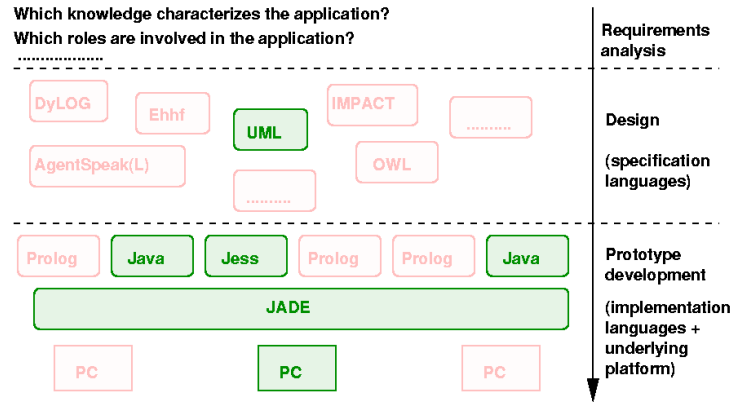 Which knowledge characterizes the application?
Which roles are involved in the application?
...................
Requirements
analysis
DyLOG
Ehhf
UML
IMPACT
..........
AgentSpeak(L)
..........
OWL
Design
(specification
languages)
Prolog
Java
Jess
Prolog
Prolog
Java
JADE
PC
PC
PC
Prototype
development
(implementation
languages +
underlying
platform)